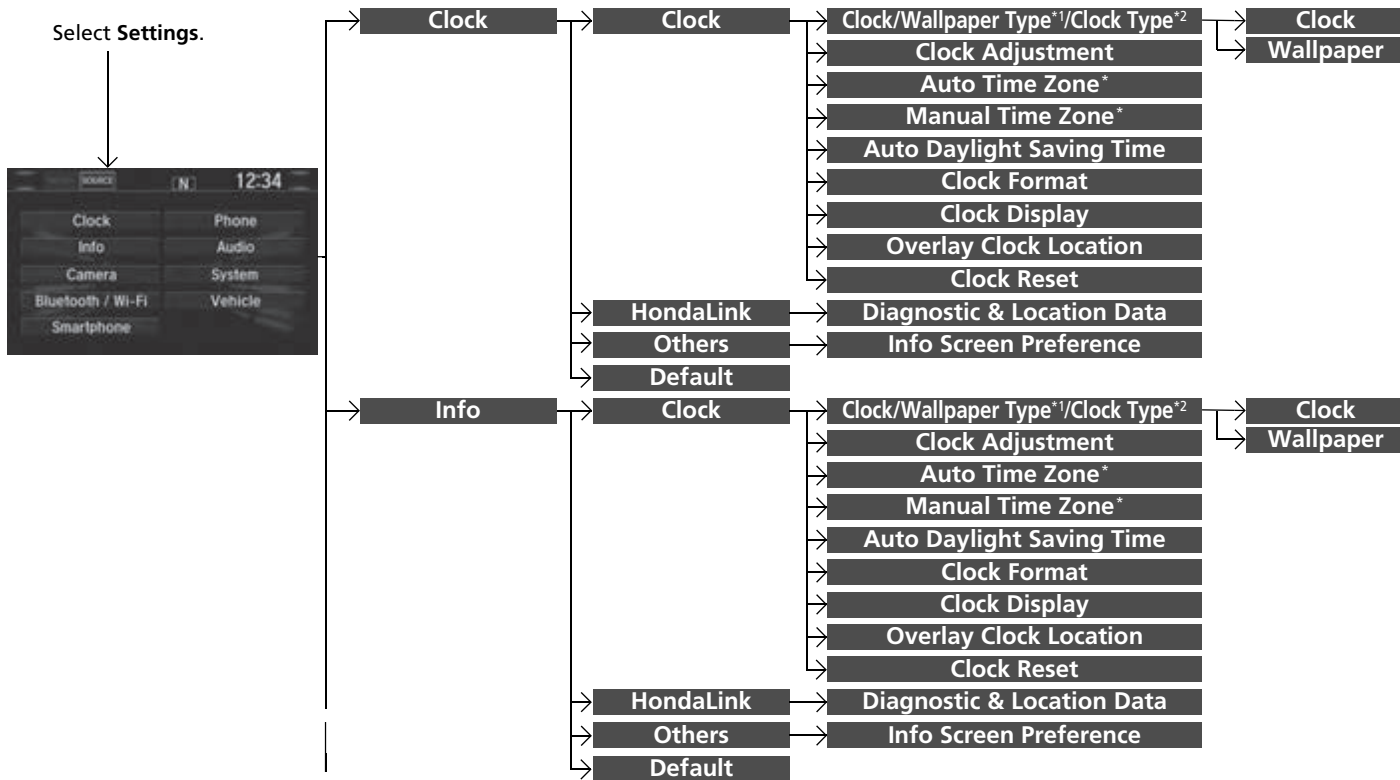 Select Settings.
SOURCE
N
12:34
Clock
Phone
Info
Audio
Camera
System
Bluetooth / Wi-Fi
Vehicle
Smartphone
Clock
Clock
Clock/Wallpaper Type*1/Clock Type*2
Clock
Wallpaper
Clock Adjustment
Auto Time Zone*
Manual Time Zone*
Auto Daylight Saving Time
Clock Format
Clock Display
Overlay Clock Location
Clock Reset
HondaLink
Diagnostic & Location Data
Others
Info Screen Preference
Default
Info
Clock
Clock/Wallpaper Type*1/Clock Type*2
Clock
Wallpaper
Clock Adjustment
Auto Time Zone*
Manual Time Zone*
Auto Daylight Saving Time
Clock Format
Clock Display
Overlay Clock Location
Clock Reset
HondaLink
Diagnostic & Location Data
Others
Info Screen Preference
Default